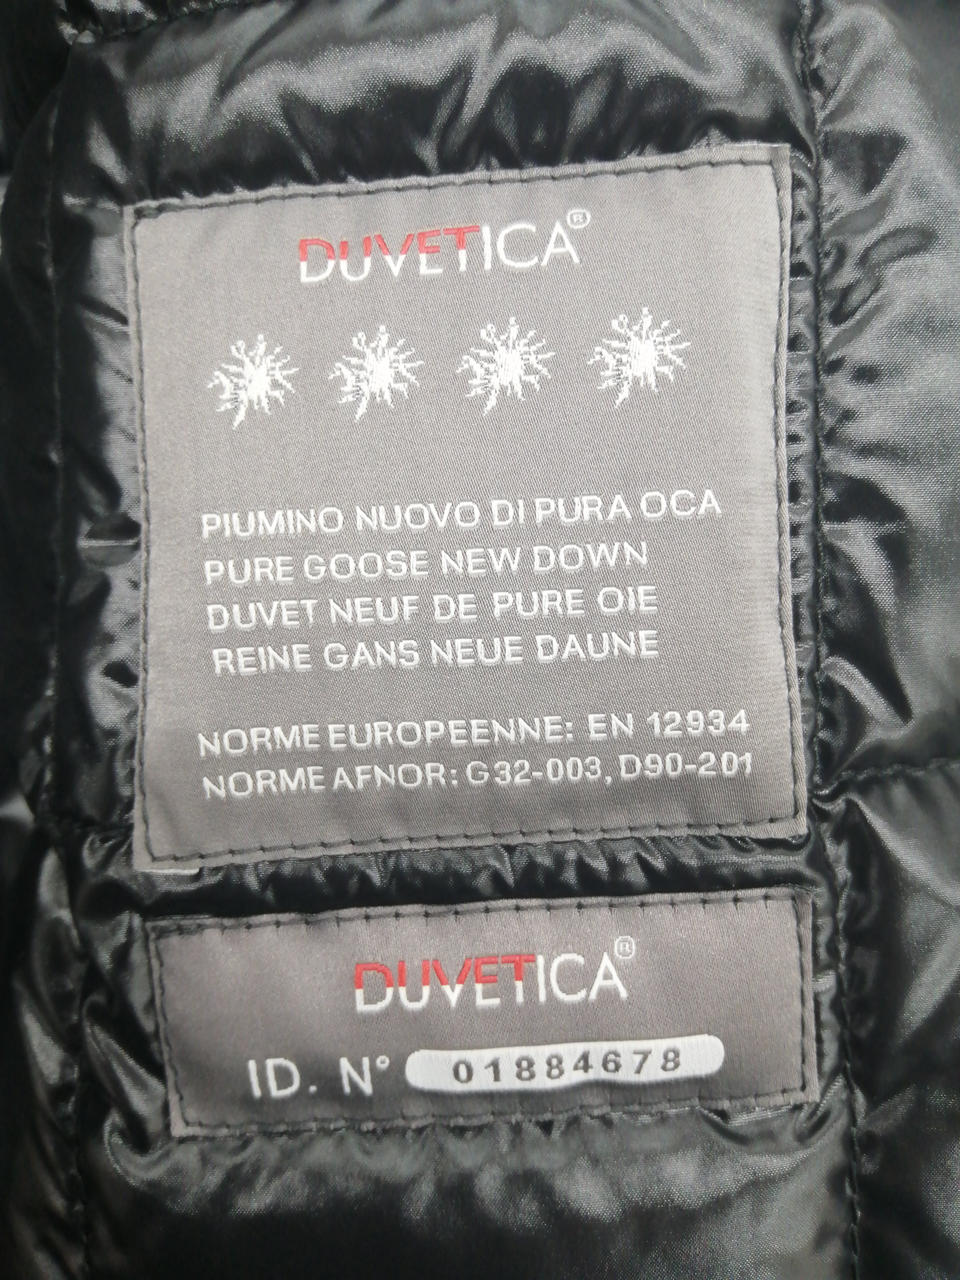 DUVETICA®
PIUMINO NUOVO DI PURA OCA
PURE GOOSE NEW DOWN
DUVET NEUF DE PURE OIE
REINE GANS NEUE DAUNE
NORME EUROPEENNE: EN 12934
NORME AFNOR: G32-003, D90-201
DUVETICA®
ID. N° 01884678